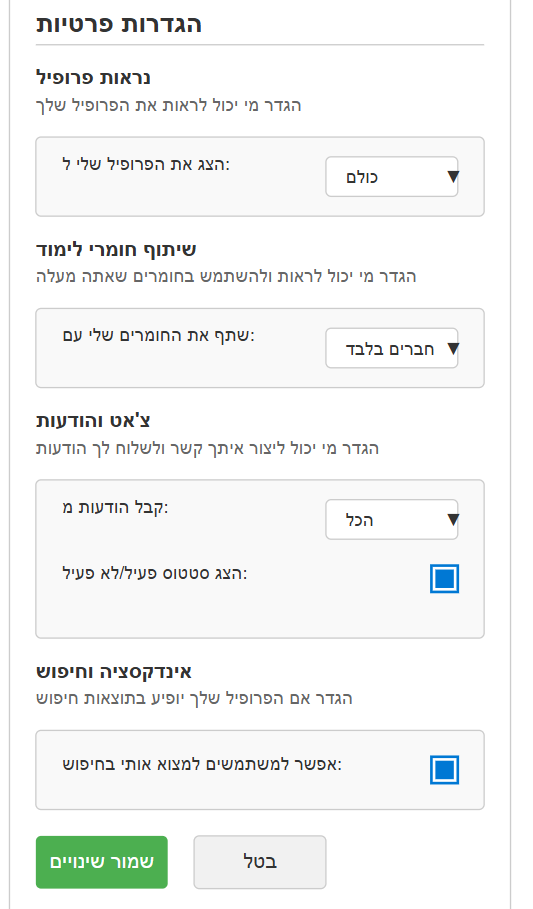 הגדרות פרטיות
נראות פרופיל
הגדר מי יכול לראות את הפרופיל שלך
הצג את הפרופיל שלי ל:
כולם ▼
שיתוף חומרי לימוד
הגדר מי יכול לראות ולהשתמש בחומרים שאתה מעלה
שתף את החומרים שלי עם:
חברים בלבד ▼
צ'אט והודעות
הגדר מי יכול ליצור איתך קשר ולשלוח לך הודעות
קבל הודעות מ:
הכל ▼
הצג סטטוס פעיל/לא פעיל:
אינדקסציה וחיפוש
הגדר אם הפרופיל שלך יופיע בתוצאות חיפוש
אפשר למשתמשים למצוא אותי בחיפוש:
שמור שינויים
בטל